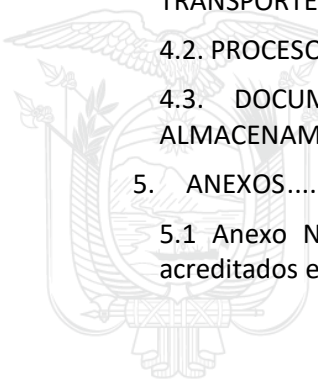 TRANSPORTE
4.2. PROCESO
4.3. DOCUM
ALMACENAM
5. ANEXOS....
5.1 Anexo N
acreditados e